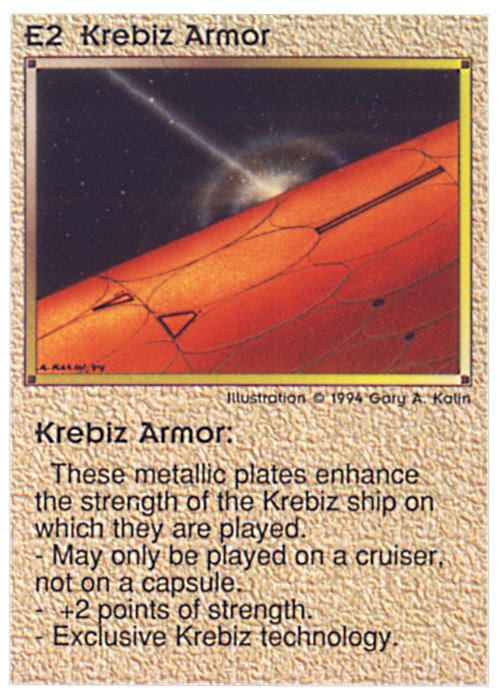 E2 Krebiz Armor
A. KALIN, 94
Illustration © 1994 Gary A. Kalin
Krebiz Armor:
These metallic plates enhance
the strength of the Krebiz ship on
which they are played.
- May only be played on a cruiser,
not on a capsule.
- +2 points of strength.
- Exclusive Krebiz technology.